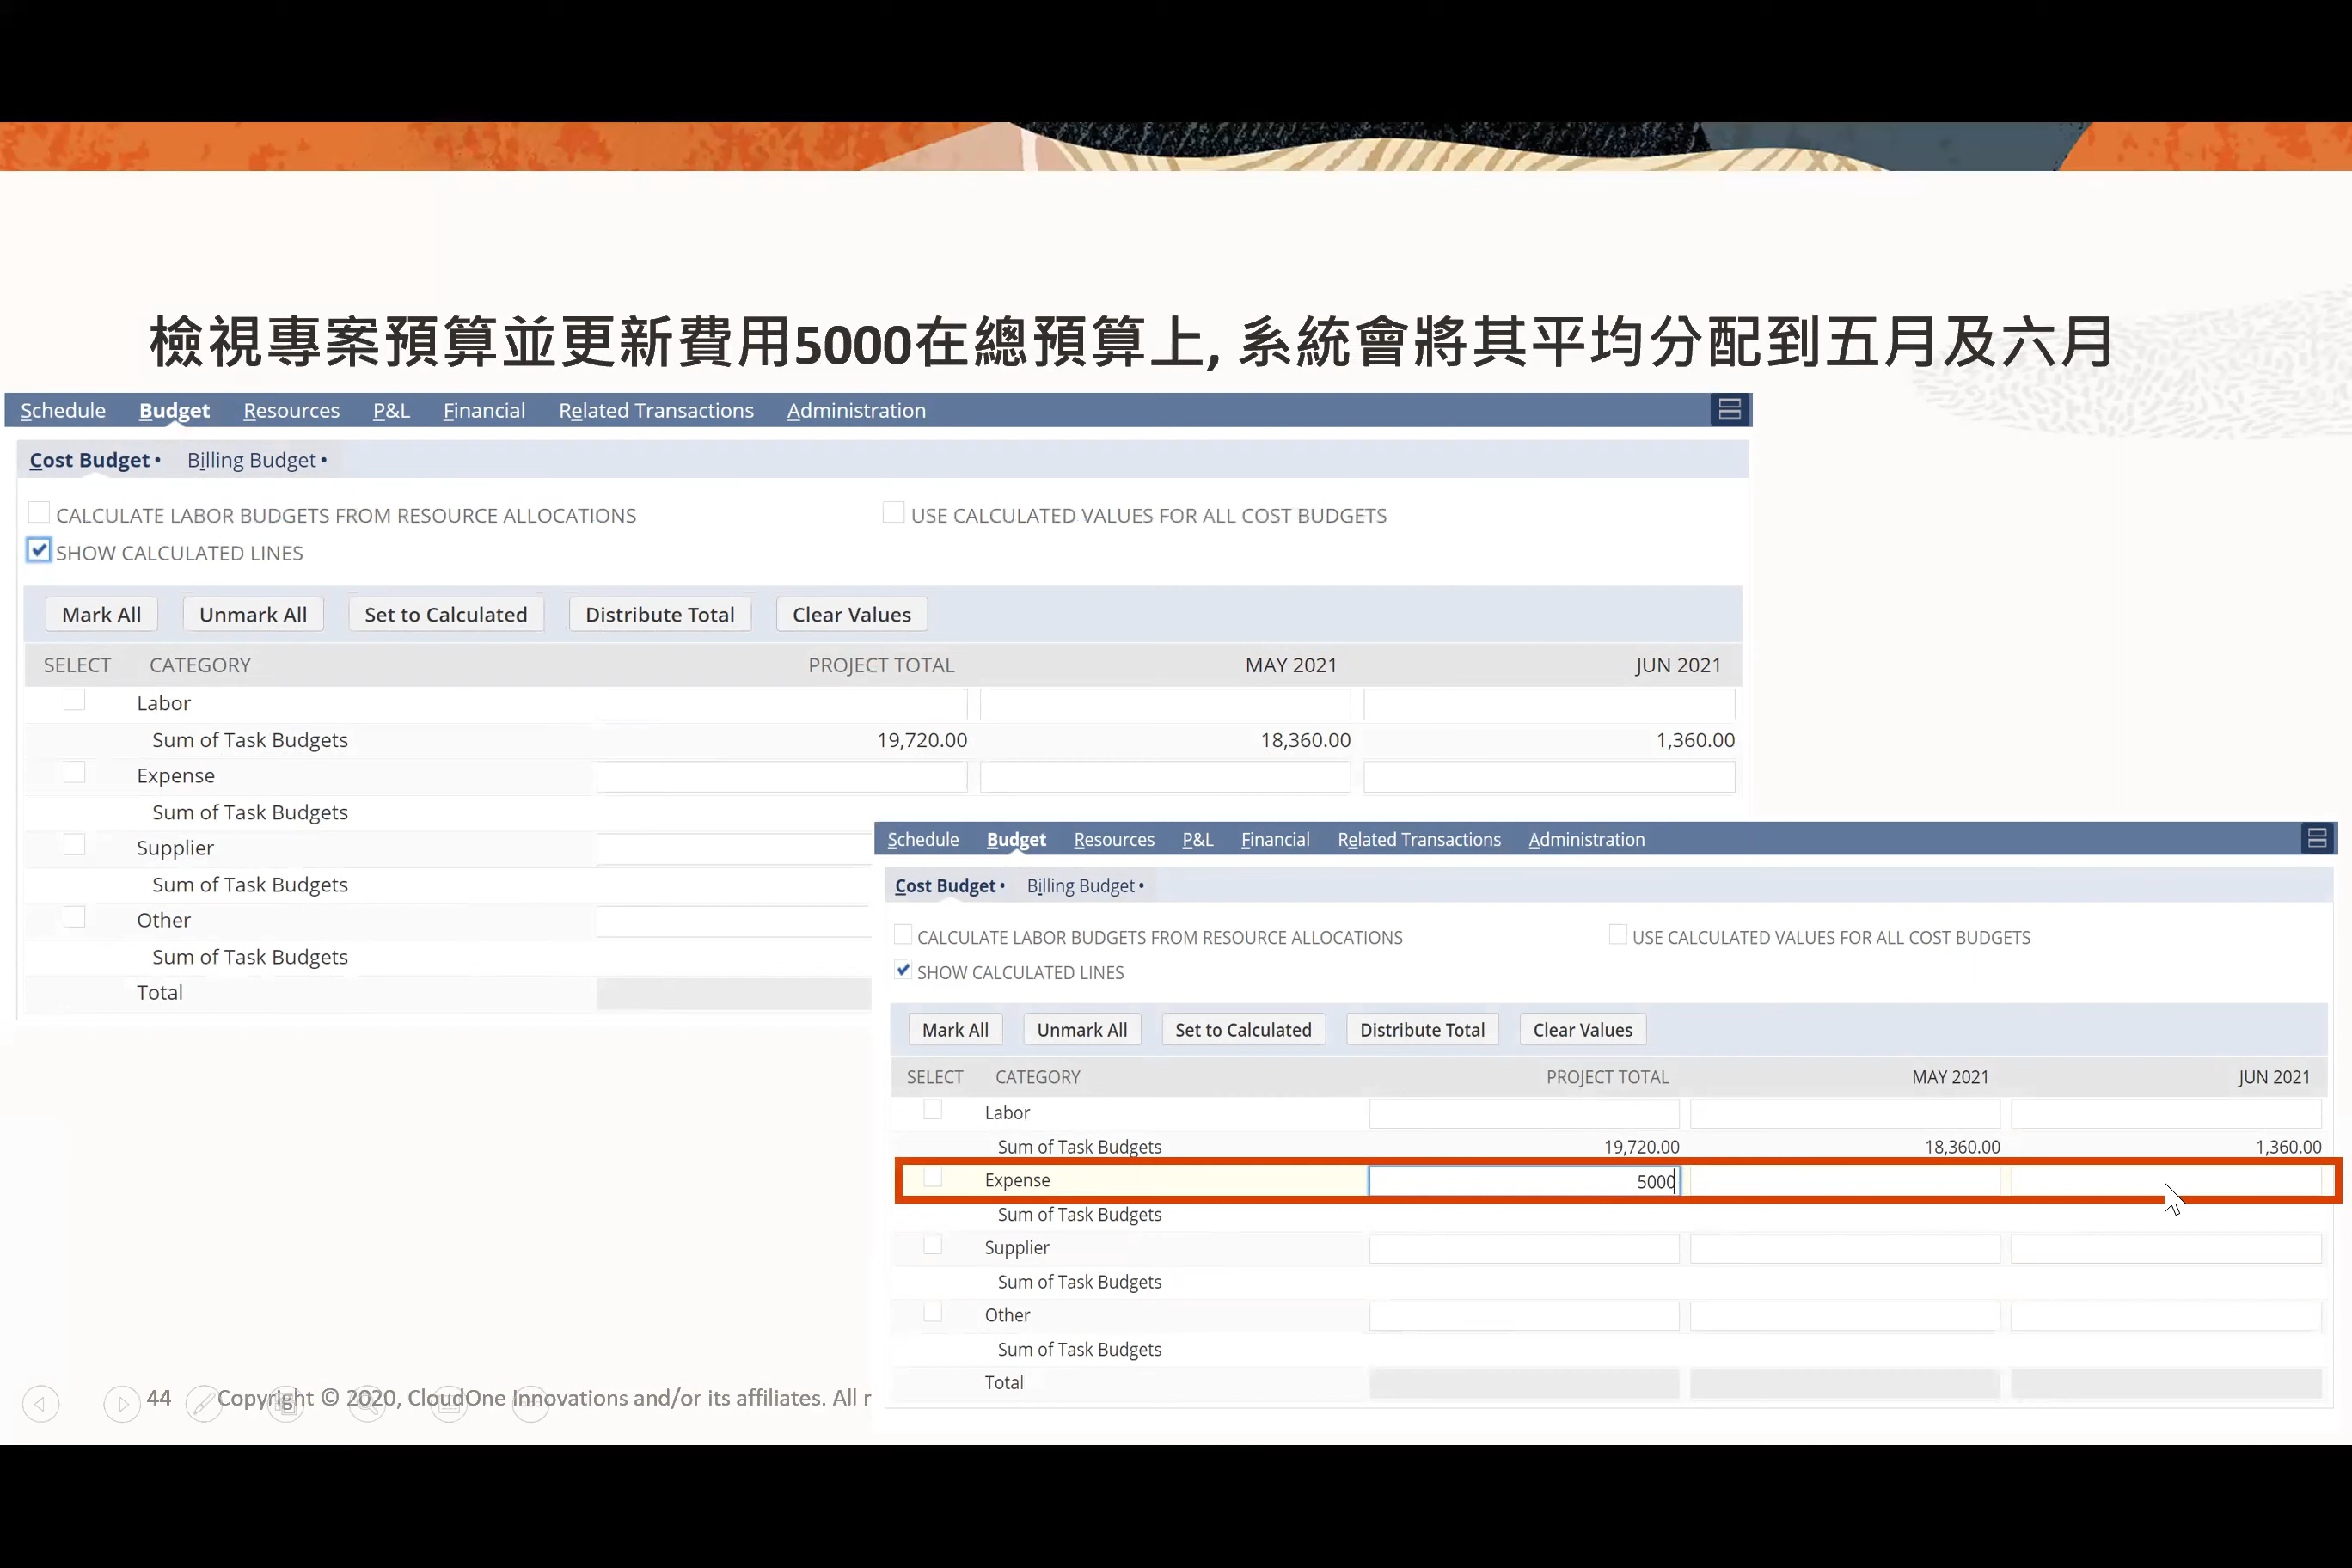 檢視專案預算並更新費用5000在總預算上, 系統會將其平均分配到五月及六月
Schedule Budget Resources P&L Financial Related Transactions Administration
Cost Budget • Billing Budget •
CALCULATE LABOR BUDGETS FROM RESOURCE ALLOCATIONS USE CALCULATED VALUES FOR ALL COST BUDGETS
SHOW CALCULATED LINES
Mark All Unmark All Set to Calculated Distribute Total Clear Values
SELECT CATEGORY PROJECT TOTAL MAY 2021 JUN 2021
Labor
Sum of Task Budgets 19,720.00 18,360.00 1,360.00
Expense
Sum of Task Budgets
Supplier
Sum of Task Budgets
Other
Sum of Task Budgets
Total
Schedule Budget Resources P&L Financial Related Transactions Administration
Cost Budget • Billing Budget •
CALCULATE LABOR BUDGETS FROM RESOURCE ALLOCATIONS USE CALCULATED VALUES FOR ALL COST BUDGETS
SHOW CALCULATED LINES
Mark All Unmark All Set to Calculated Distribute Total Clear Values
SELECT CATEGORY PROJECT TOTAL MAY 2021 JUN 2021
Labor
Sum of Task Budgets 19,720.00 18,360.00 1,360.00
Expense 5000
Sum of Task Budgets
Supplier
Sum of Task Budgets
Other
Sum of Task Budgets
Total
44 Copyright © 2020, CloudOne Innovations and/or its affiliates. All r